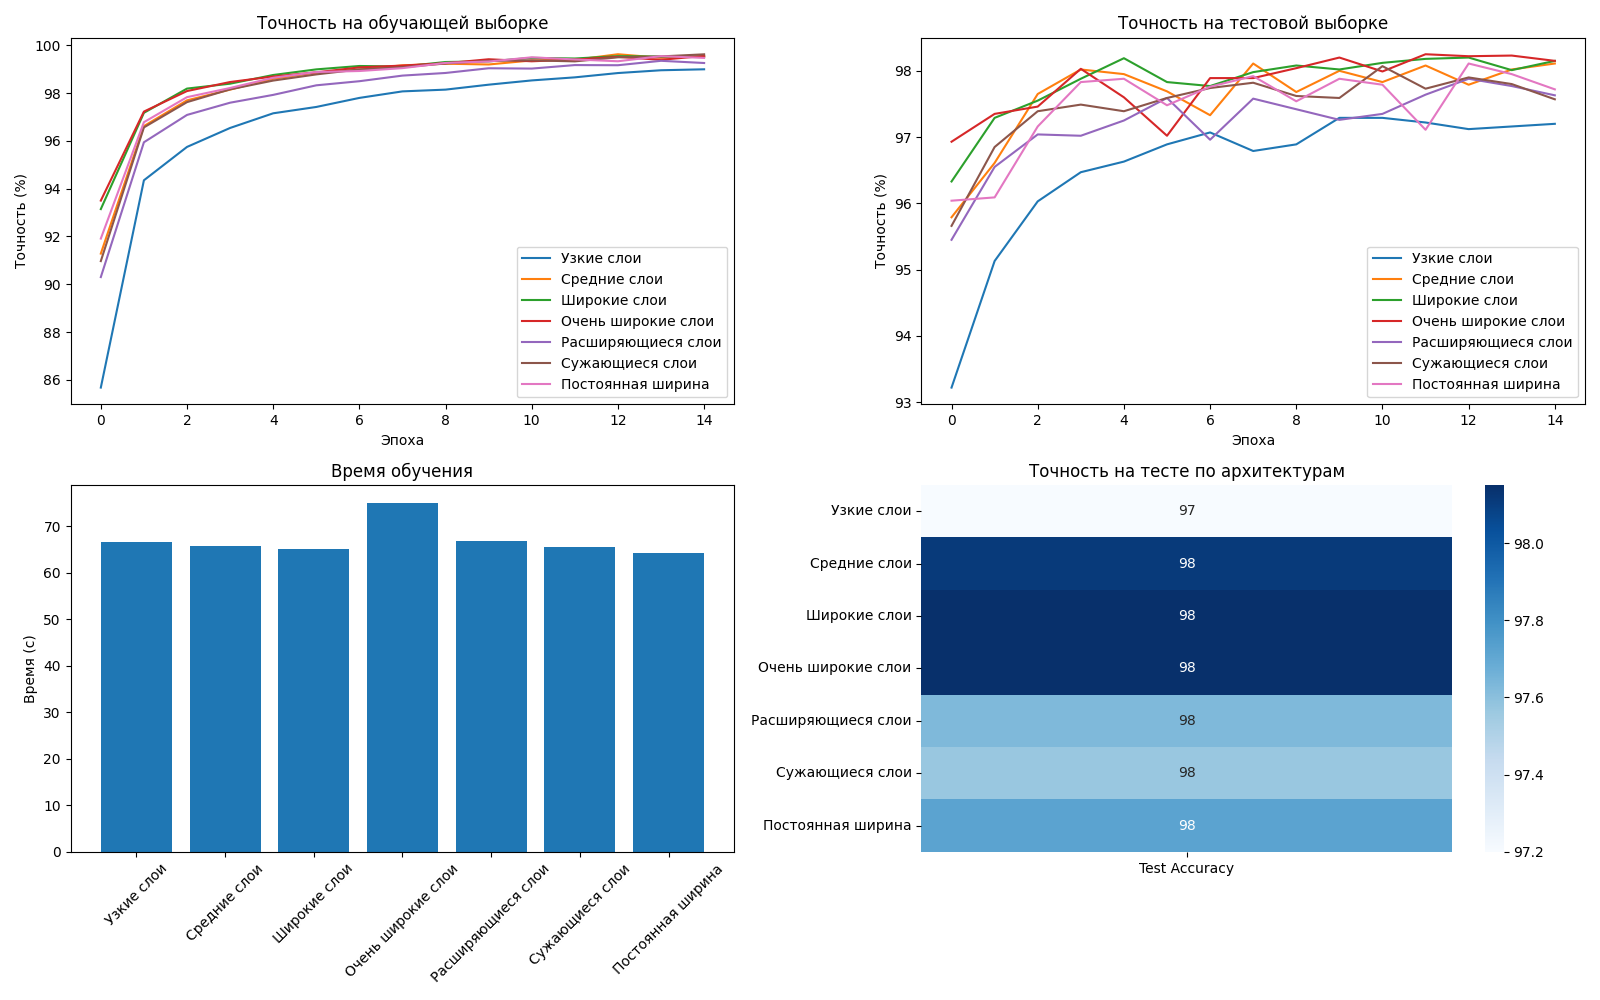 Точность на обучающей выборке
100
98
96
94
92
90
88
86
Точность (%)
0 2 4 6 8 10 12 14
Эпоха
Узкие слои
Средние слои
Широкие слои
Очень широкие слои
Расширяющиеся слои
Сужающиеся слои
Постоянная ширина
Точность на тестовой выборке
98
97
96
95
94
93
Точность (%)
0 2 4 6 8 10 12 14
Эпоха
Узкие слои
Средние слои
Широкие слои
Очень широкие слои
Расширяющиеся слои
Сужающиеся слои
Постоянная ширина
Время обучения
70
60
50
40
30
20
10
0
Время (с)
Узкие слои
Средние слои
Широкие слои
Очень широкие слои
Расширяющиеся слои
Сужающиеся слои
Постоянная ширина
Точность на тесте по архитектурам
Узкие слои 97
Средние слои 98
Широкие слои 98
Очень широкие слои 98
Расширяющиеся слои 98
Сужающиеся слои 98
Постоянная ширина 98
Test Accuracy
98.0
97.8
97.6
97.4
97.2